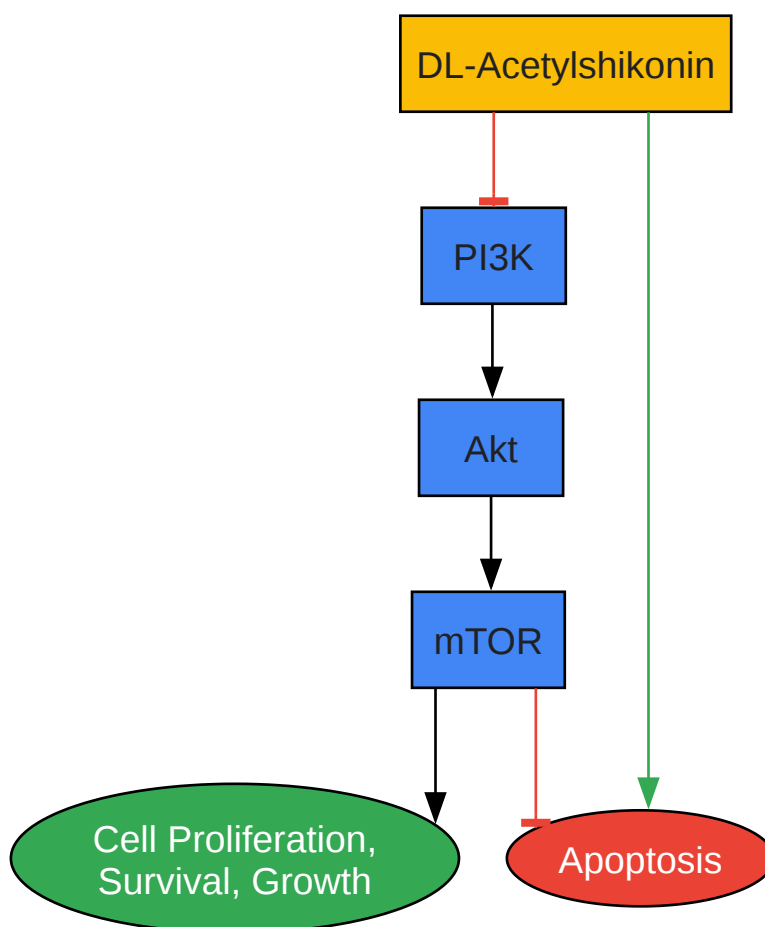 DL-Acetylshikonin
PI3K
Akt
mTOR
Cell Proliferation,
Survival, Growth
Apoptosis